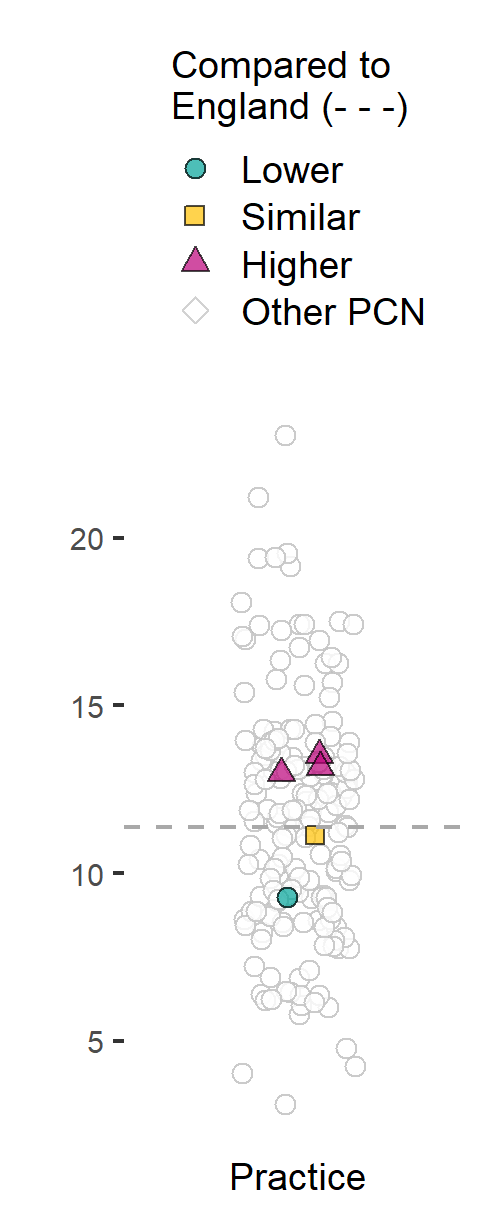 Compared to
England (- - -)
Lower
Similar
Higher
Other PCN
20
15
10
5
Practice